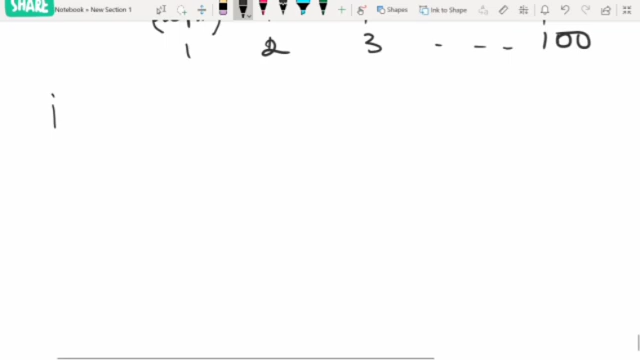 SHARE
Notebook > New Section 1
Shapes
Ink to Shape
1 2 3 - - - 100
i